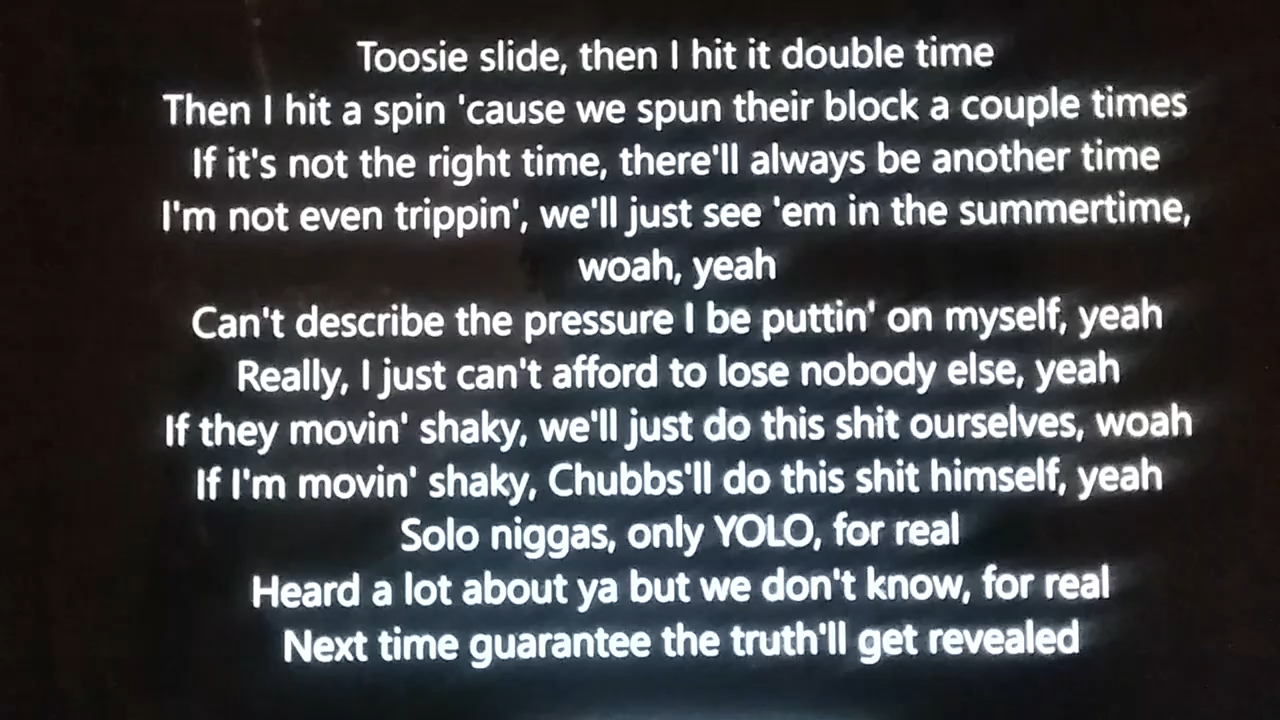 Toosie slide, then I hit it double time
Then I hit a spin 'cause we spun their block a couple times
If it's not the right time, there'll always be another time
I'm not even trippin', we'll just see 'em in the summertime,
woah, yeah
Can't describe the pressure I be puttin' on myself, yeah
Really, I just can't afford to lose nobody else, yeah
If they movin' shaky, we'll just do this shit ourselves, woah
If I'm movin' shaky, Chubbs'll do this shit himself, yeah
Solo niggas, only YOLO, for real
Heard a lot about ya but we don't know, for real
Next time guarantee the truth'll get revealed